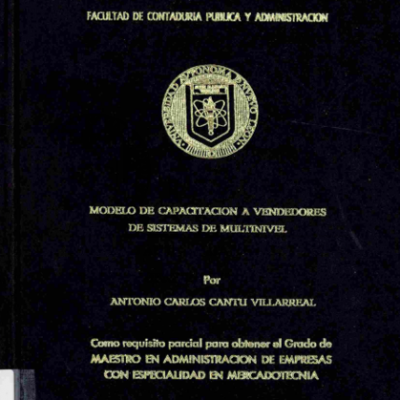 FACULTAD DE CONTADURIA PUBLICA Y ADMINISTRACION
UNIVERSIDAD AUTONOMA DE NUEVO LEON
MODELO DE CAPACITACION A VENDEDORES
DE SISTEMAS DE MULTINIVEL
Por
ANTONIO CARLOS CANTU VILLARREAL
Como requisito parcial para obtener el Grado de
MAESTRO EN ADMINISTRACION DE EMPRESAS
CON ESPECIALIDAD EN MERCADOTECNIA